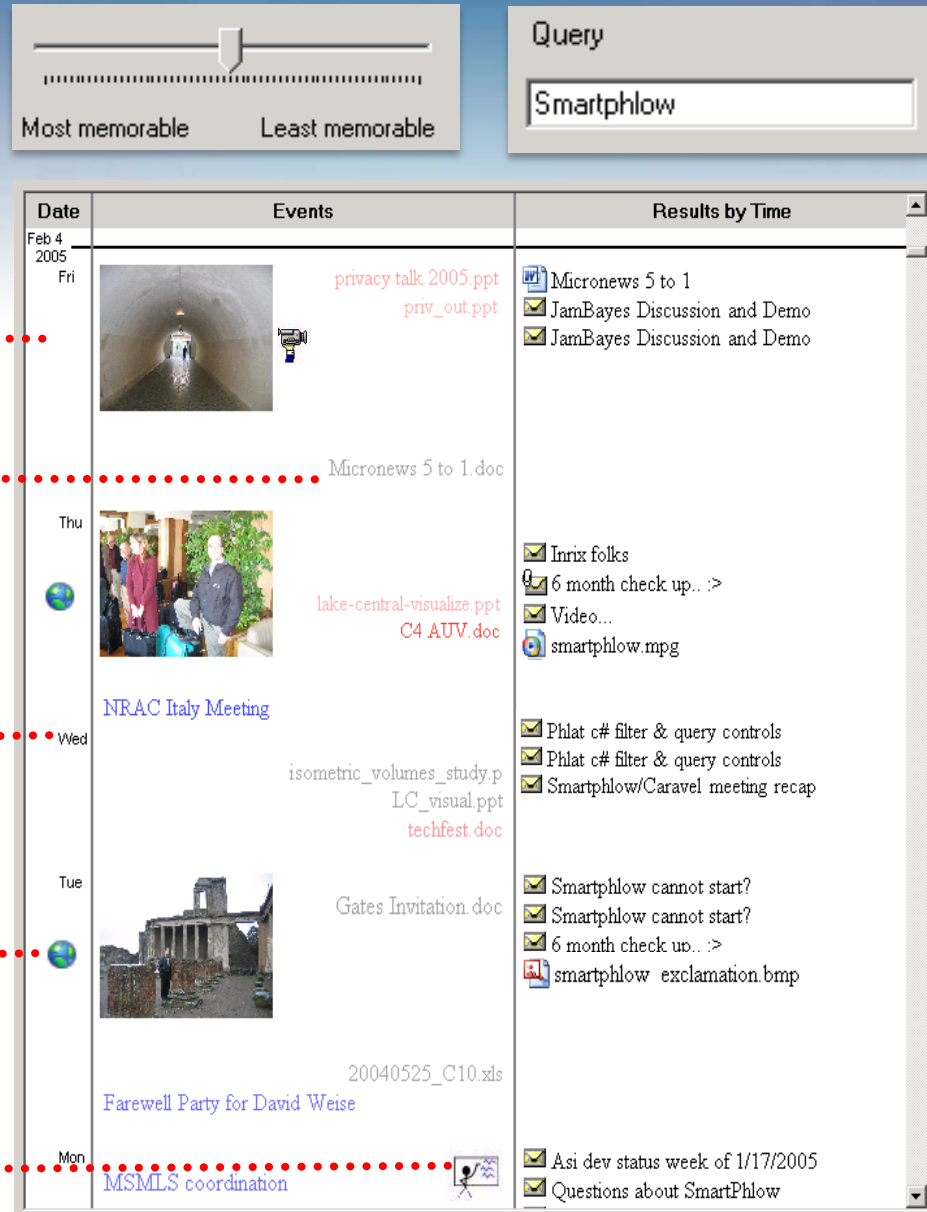 Most memorable
Least memorable
Query
Smartphlow
Date
Events
Results by Time
Feb 4
2005
Fri
privacy talk 2005.ppt
priv_out.ppt
Micronews 5 to 1
JamBayes Discussion and Demo
JamBayes Discussion and Demo
Micronews 5 to 1.doc
Thu
Inrix folks
6 month check up.. :>
Video...
smartphlow.mpg
lake-central-visualize.ppt
C4 AUV.doc
NRAC Italy Meeting
Wed
Phlat c# filter & query controls
Phlat c# filter & query controls
Smartphlow/Caravel meeting recap
isometric_volumes_study.p
LC_visual.ppt
techfest.doc
Tue
Gates Invitation.doc
Smartphlow cannot start?
Smartphlow cannot start?
6 month check up.. :>
smartphlow exclamation.bmp
20040525_C10.xls
Farewell Party for David Weise
Mon
MSMLS coordination
Asi dev status week of 1/17/2005
Questions about SmartPhlow